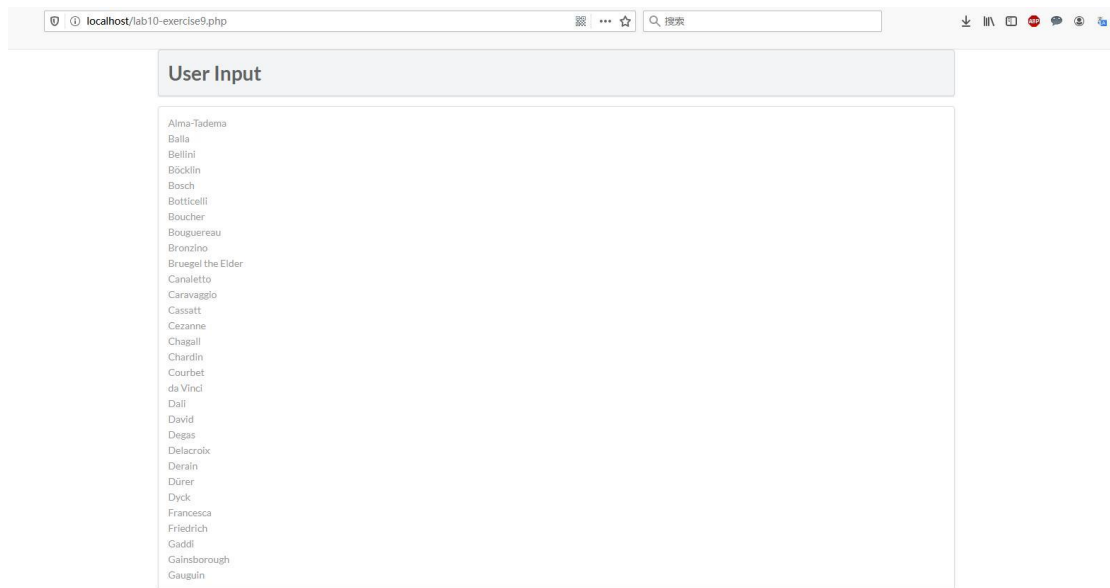 localhost/lab10-exercise9.php
搜索
ABP
User Input
Alma-Tadema
Balla
Bellini
Böcklin
Bosch
Botticelli
Boucher
Bouguereau
Bronzino
Bruegel the Elder
Canaletto
Caravaggio
Cassatt
Cezanne
Chagall
Chardin
Courbet
da Vinci
Dali
David
Degas
Delacroix
Derain
Dürer
Dyck
Francesca
Friedrich
Gaddi
Gainsborough
Gauguin